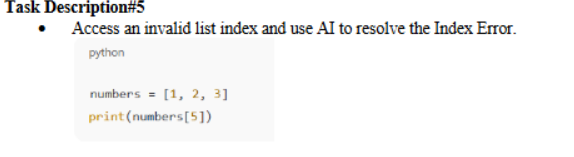 Task Description#5
• Access an invalid list index and use AI to resolve the Index Error.
python
numbers = [1, 2, 3]
print(numbers[5])